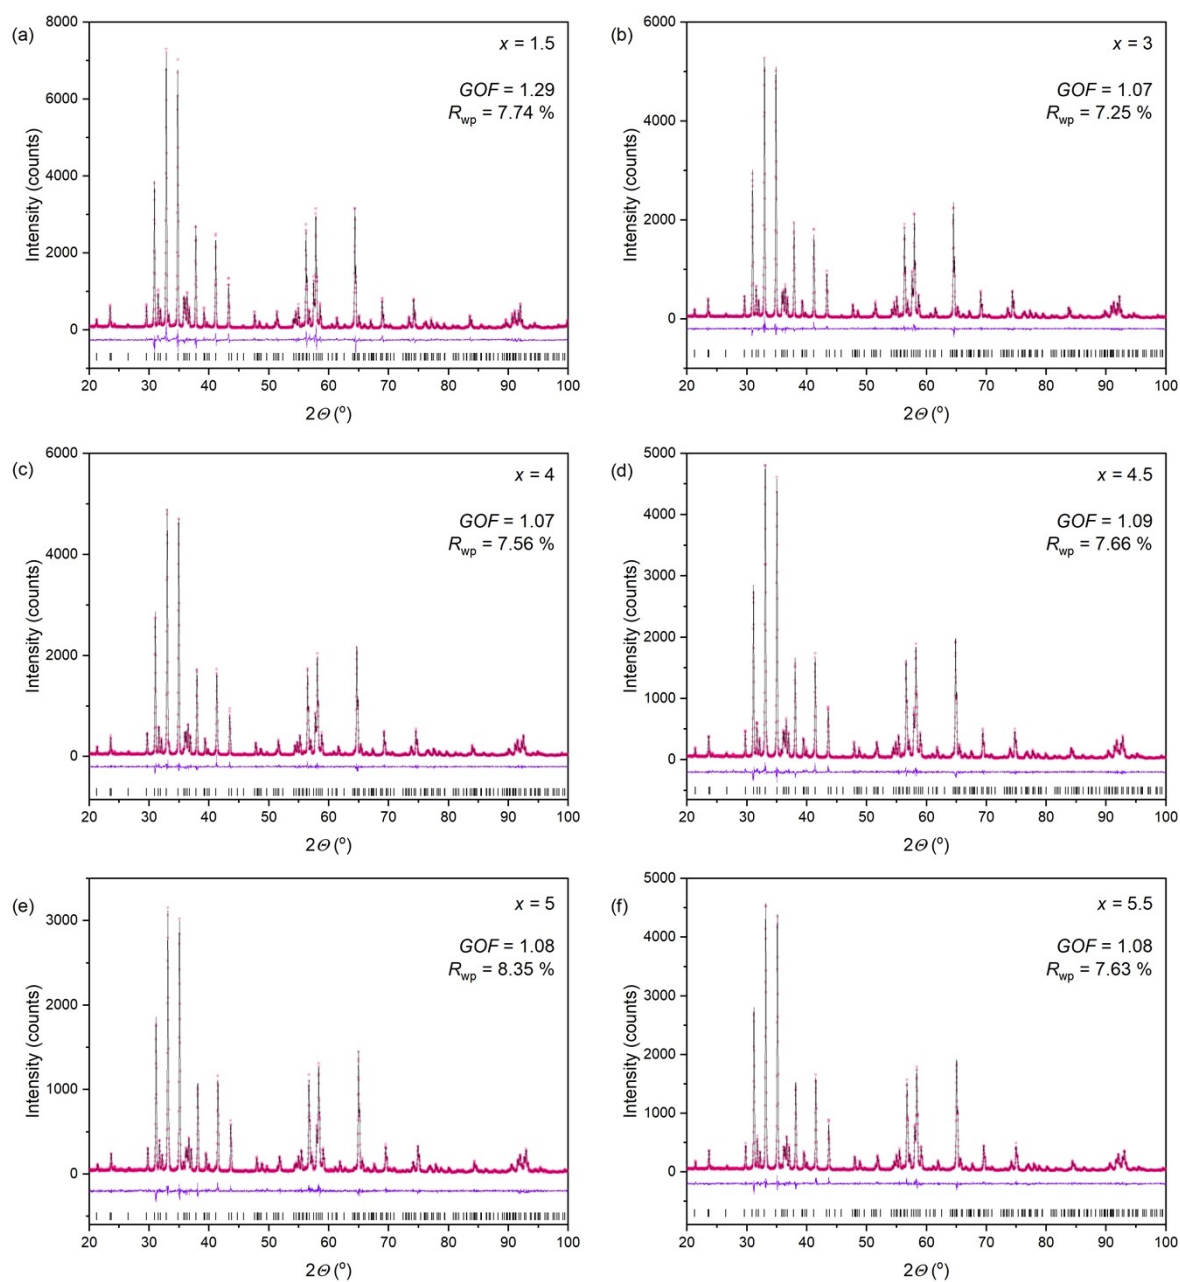 (a)
x = 1.5
GOF = 1.29
Rwp = 7.74 %
Intensity (counts)
8000
6000
4000
2000
0
20 30 40 50 60 70 80 90 100
2Θ (º)
(b)
x = 3
GOF = 1.07
Rwp = 7.25 %
Intensity (counts)
6000
4000
2000
0
20 30 40 50 60 70 80 90 100
2Θ (º)
(c)
x = 4
GOF = 1.07
Rwp = 7.56 %
Intensity (counts)
6000
4000
2000
0
20 30 40 50 60 70 80 90 100
2Θ (º)
(d)
x = 4.5
GOF = 1.09
Rwp = 7.66 %
Intensity (counts)
5000
4000
3000
2000
1000
0
20 30 40 50 60 70 80 90 100
2Θ (º)
(e)
x = 5
GOF = 1.08
Rwp = 8.35 %
Intensity (counts)
3000
2000
1000
0
20 30 40 50 60 70 80 90 100
2Θ (º)
(f)
x = 5.5
GOF = 1.08
Rwp = 7.63 %
Intensity (counts)
5000
4000
3000
2000
1000
0
20 30 40 50 60 70 80 90 100
2Θ (º)